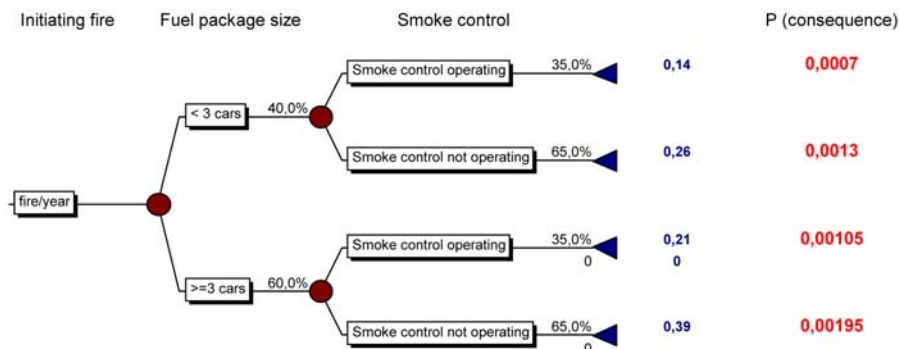 Initiating fire Fuel package size Smoke control P (consequence)
Smoke control operating 35,0% 0,14 0,0007
< 3 cars 40,0%
Smoke control not operating 65,0% 0,26 0,0013
fire/year
Smoke control operating 35,0% 0,21 0,00105
0 0
>=3 cars 60,0%
Smoke control not operating 65,0% 0,39 0,00195
0